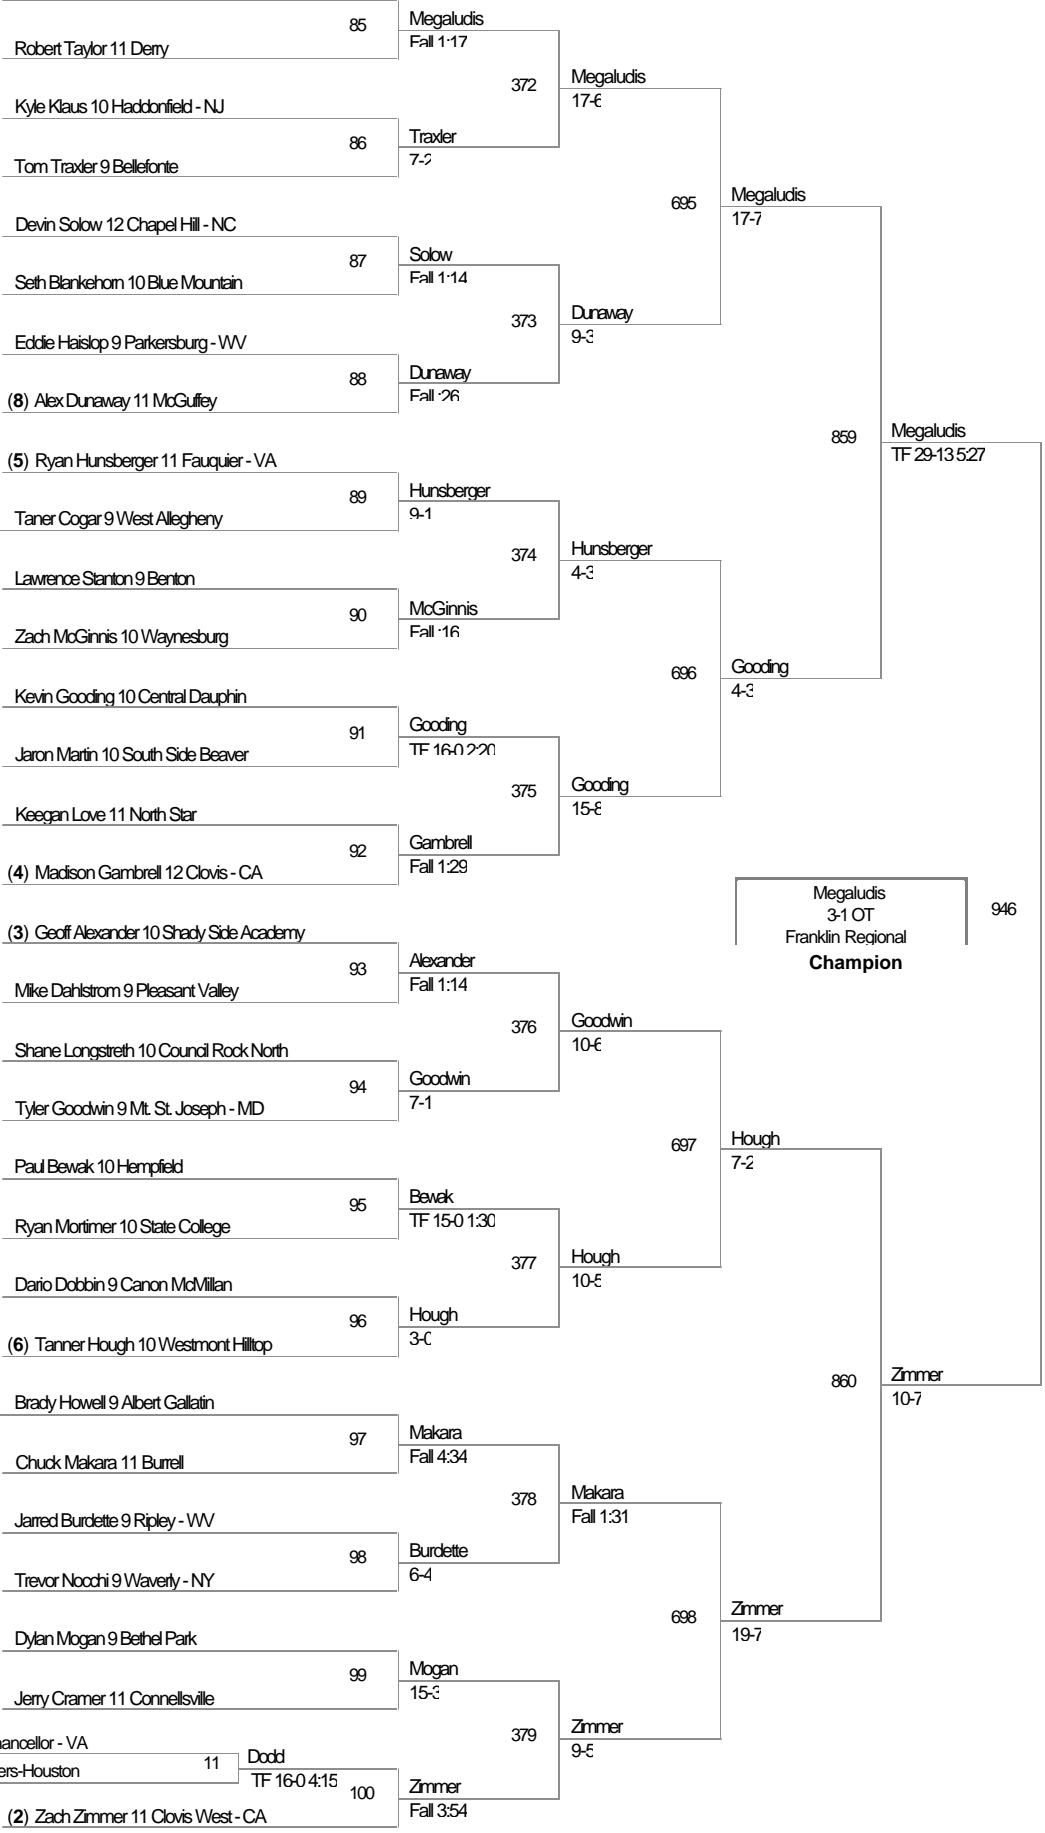 85
Megaludis
Fall 1:17
Robert Taylor 11 Derry
372
Megaludis
17-6
Kyle Klaus 10 Haddonfield - NJ
86
Traxler
7-2
Tom Traxler 9 Bellefonte
695
Megaludis
17-7
Devin Solow 12 Chapel Hill - NC
87
Solow
Fall 1:14
Seth Blankehorn 10 Blue Mountain
373
Dunaway
9-3
Eddie Haislop 9 Parkersburg - WV
88
Dunaway
Fall :26
(8) Alex Dunaway 11 McGuffey
859
Megaludis
TF 29-13 5:27
(5) Ryan Hunsberger 11 Fauquier - VA
89
Hunsberger
9-1
Taner Cogar 9 West Allegheny
374
Hunsberger
4-3
Lawrence Stanton 9 Benton
90
McGinnis
Fall :16
Zach McGinnis 10 Waynesburg
696
Gooding
4-3
Kevin Gooding 10 Central Dauphin
91
Gooding
TF 16-0 2:20
Jaron Martin 10 South Side Beaver
375
Gooding
15-8
Keegan Love 11 North Star
92
Gambrell
Fall 1:29
(4) Madison Gambrell 12 Clovis - CA
Megaludis
3-1 OT
Franklin Regional
Champion
946
(3) Geoff Alexander 10 Shady Side Academy
93
Alexander
Fall 1:14
Mike Dahlstrom 9 Pleasant Valley
376
Goodwin
10-6
Shane Longstreth 10 Council Rock North
94
Goodwin
7-1
Tyler Goodwin 9 Mt. St. Joseph - MD
697
Hough
7-2
Paul Bewak 10 Hempfield
95
Bewak
TF 15-0 1:30
Ryan Mortimer 10 State College
377
Hough
10-5
Dario Dobbin 9 Canon McMillan
96
Hough
3-0
(6) Tanner Hough 10 Westmont Hilltop
860
Zimmer
10-7
Brady Howell 9 Albert Gallatin
97
Makara
Fall 4:34
Chuck Makara 11 Burrell
378
Makara
Fall 1:31
Jarred Burdette 9 Ripley - WV
98
Burdette
6-4
Trevor Nocchi 9 Waverly - NY
698
Zimmer
19-7
Dylan Mogan 9 Bethel Park
99
Mogan
15-3
Jerry Cramer 11 Connellsville
379
Zimmer
9-5
ancellor - VA
ers-Houston
11
Dodd
TF 16-0 4:15
100
Zimmer
Fall 3:54
(2) Zach Zimmer 11 Clovis West - CA